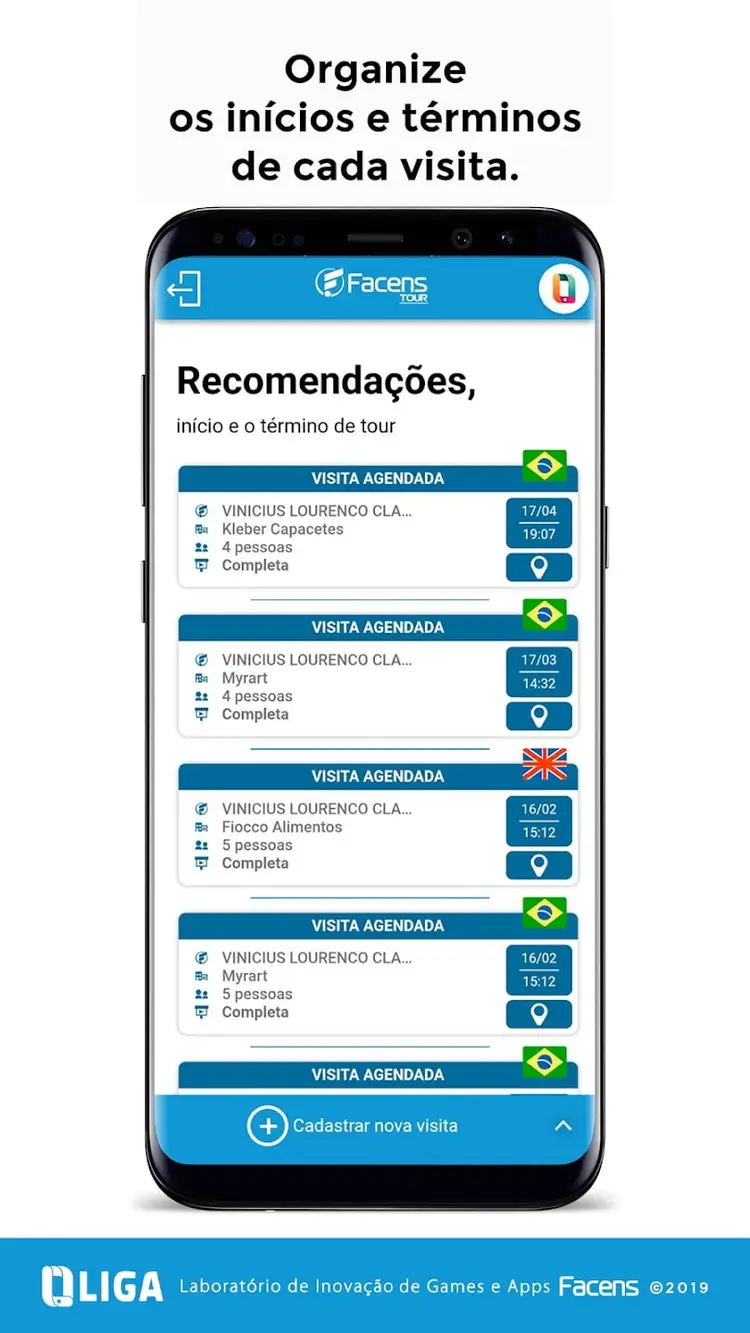 Organize
os inícios e términos
de cada visita.
Facens
TOUR
Recomendações,
início e o término de tour
VISITA AGENDADA
VINICIUS LOURENCO CLA...
Kleber Capacetes
4 pessoas
Completa
17/04
19:07
VISITA AGENDADA
VINICIUS LOURENCO CLA...
Myrart
4 pessoas
Completa
17/03
14:32
VISITA AGENDADA
VINICIUS LOURENCO CLA...
Fiocco Alimentos
5 pessoas
Completa
16/02
15:12
VISITA AGENDADA
VINICIUS LOURENCO CLA...
Myrart
5 pessoas
Completa
16/02
15:12
VISITA AGENDADA
Cadastrar nova visita
LIGA Laboratório de Inovação de Games e Apps Facens ©2019